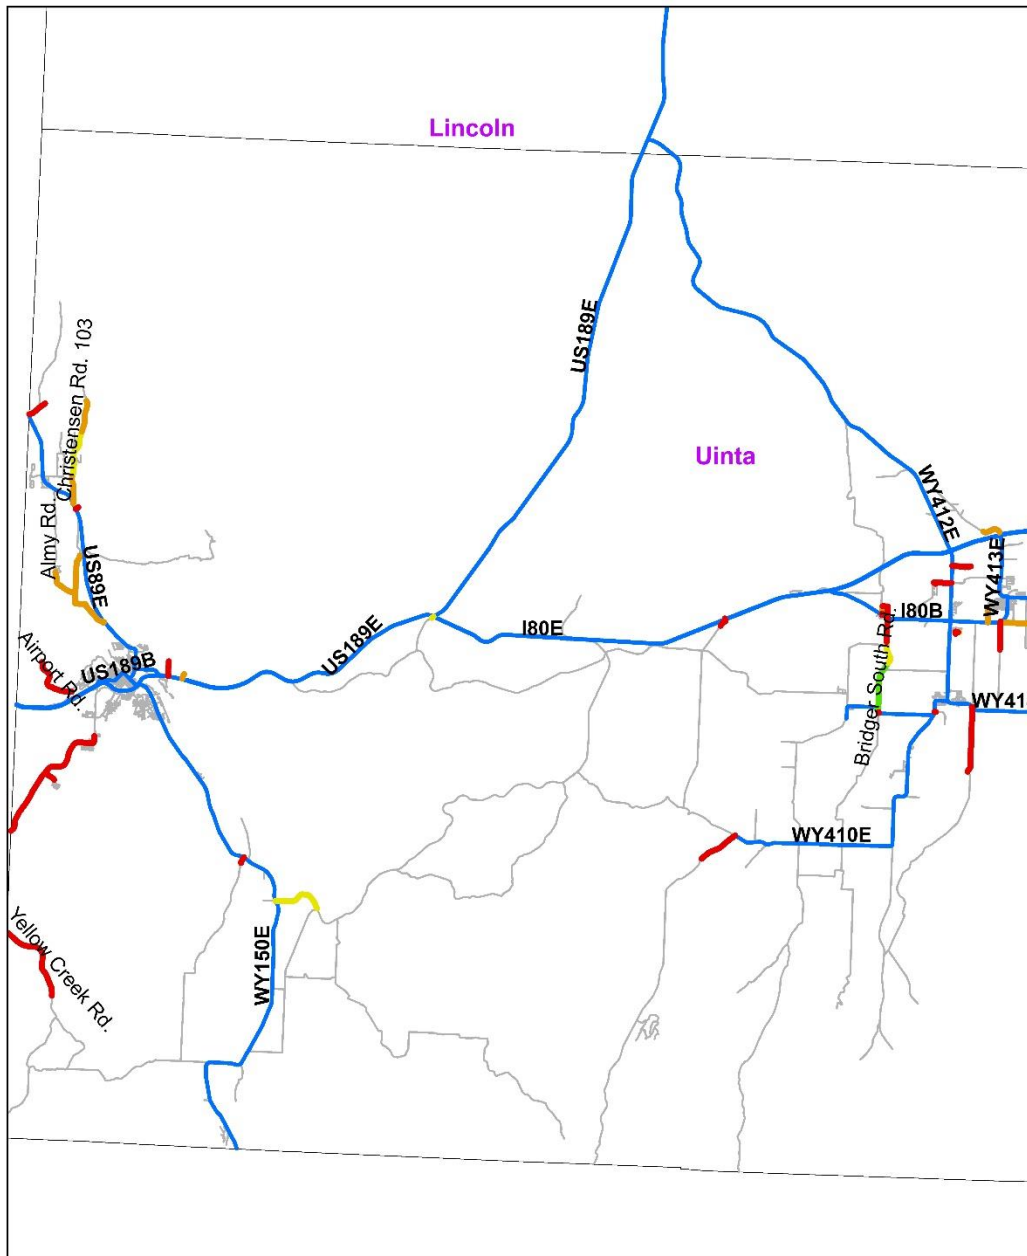 Lincoln
US189E
Christensen Rd. 103
Uinta
WY412E
Almy Rd.
US89E
WY413E
I80B
US189E
I80E
Airport Rd.
US189B
Bridger South Rd.
WY41
WY410E
Yellow Creek Rd.
WY150E